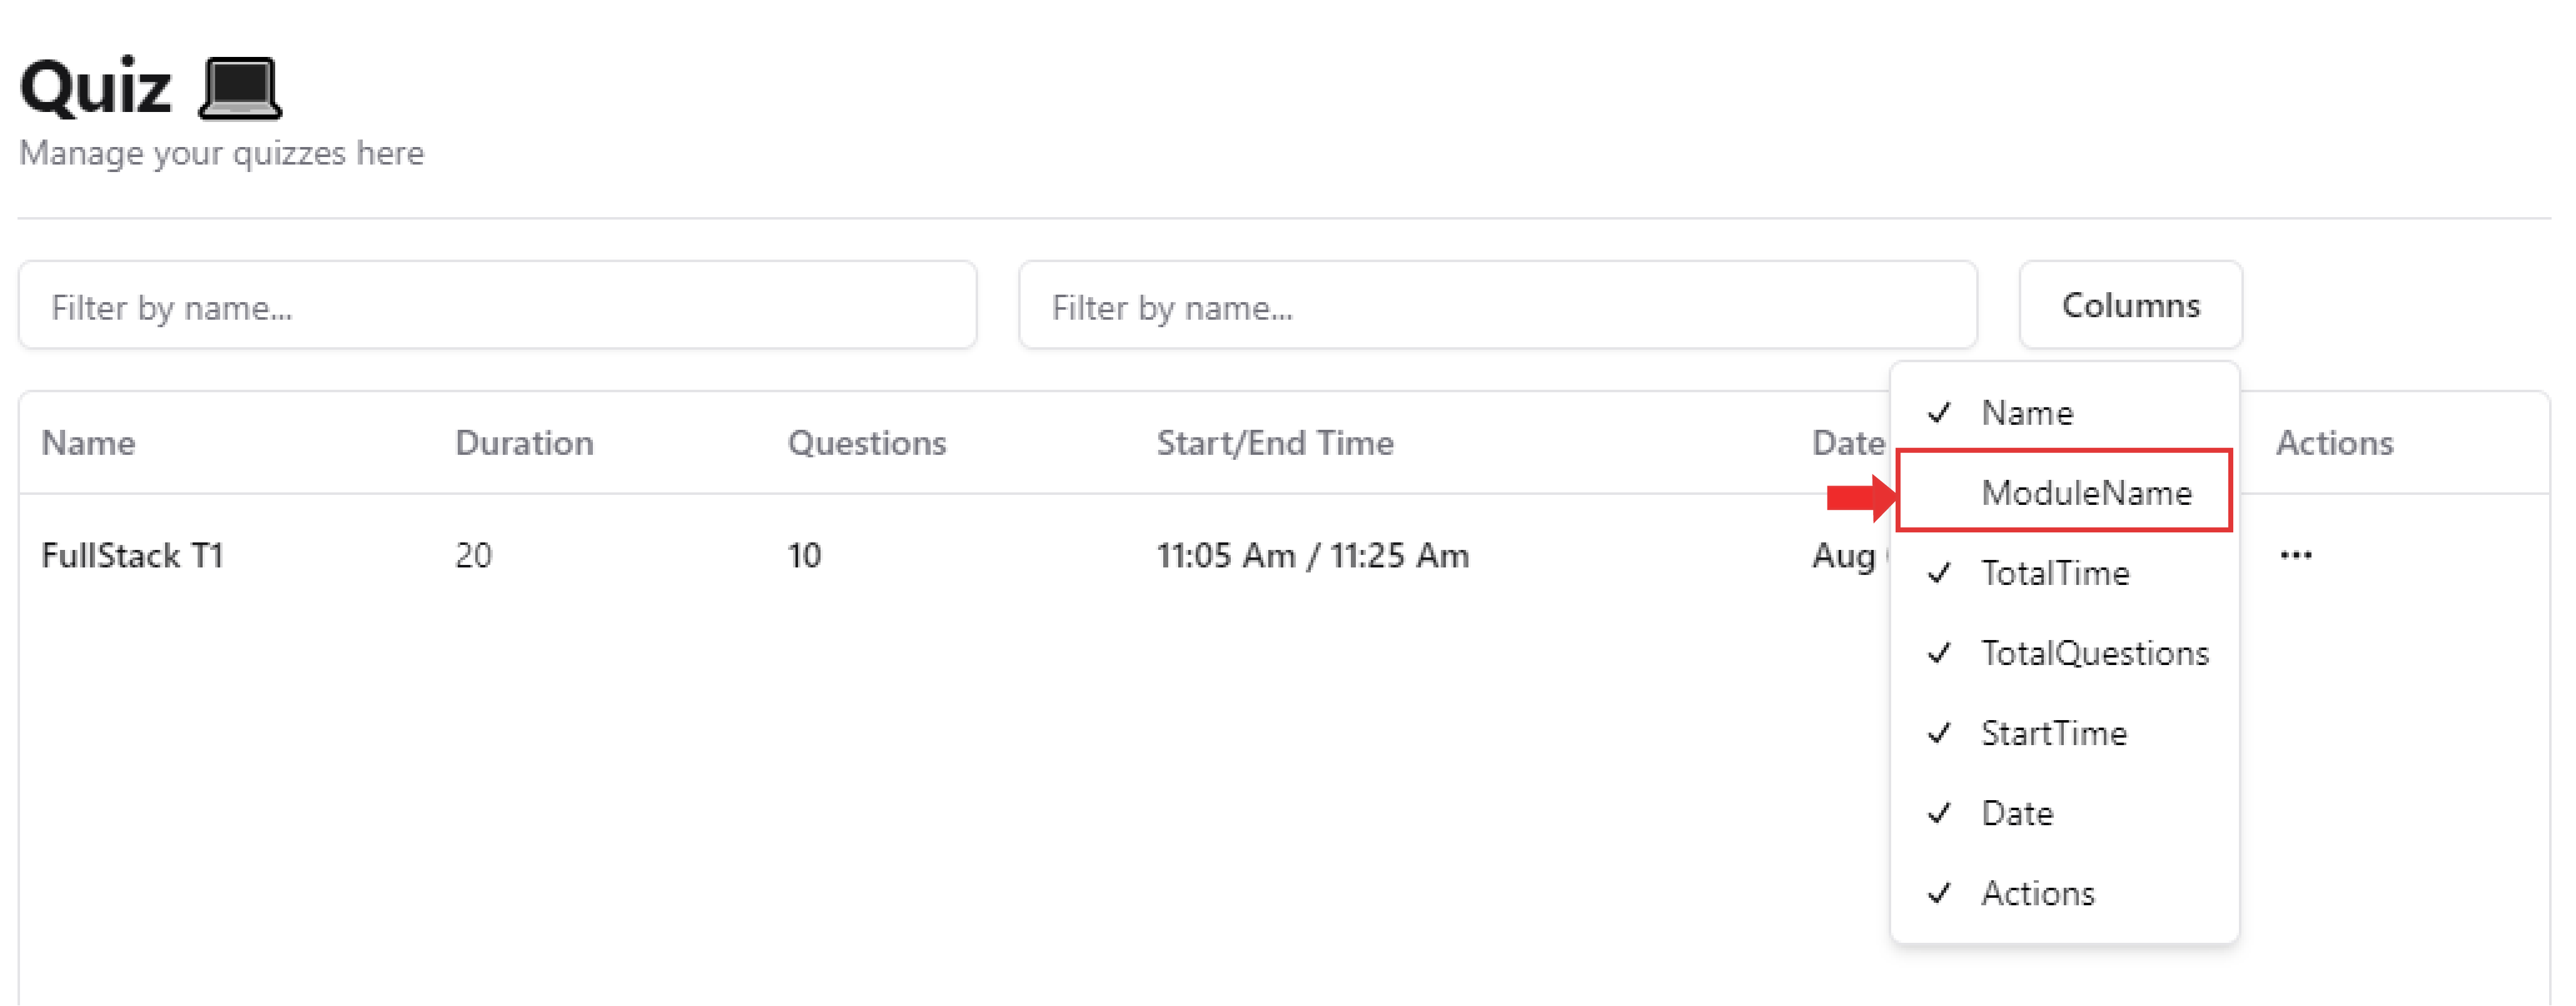 Quiz
Manage your quizzes here
Filter by name...
Filter by name...
Columns
Name Duration Questions Start/End Time Date Actions
FullStack T1 20 10 11:05 Am / 11:25 Am Aug ...
Name
ModuleName
TotalTime
TotalQuestions
StartTime
Date
Actions